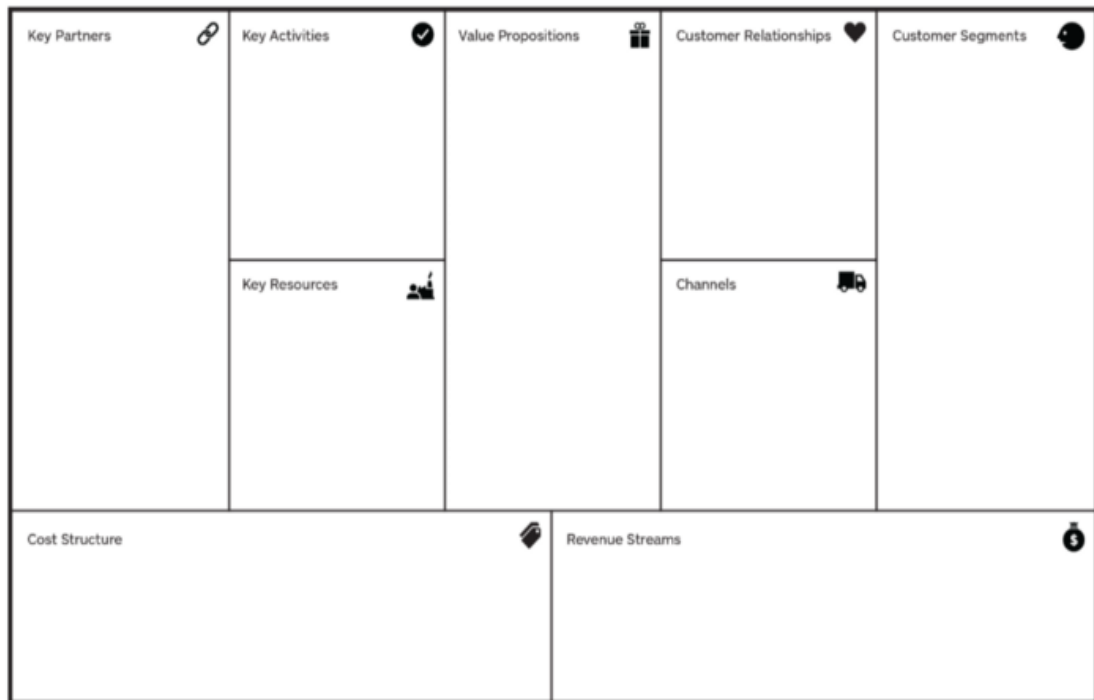 Key Partners
Key Activities
Value Propositions
Customer Relationships
Customer Segments
Key Resources
Channels
Cost Structure
Revenue Streams
$